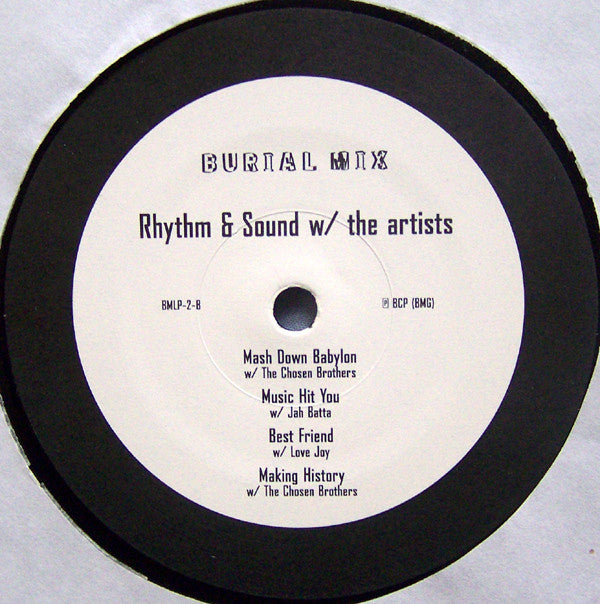 BURIAL MIX
Rhythm & Sound w/ the artists
BMLP-2-B
℗ BCP (BMG)
Mash Down Babylon
w/ The Chosen Brothers
Music Hit You
w/ Jah Batta
Best Friend
w/ Love Joy
Making History
w/ The Chosen Brothers